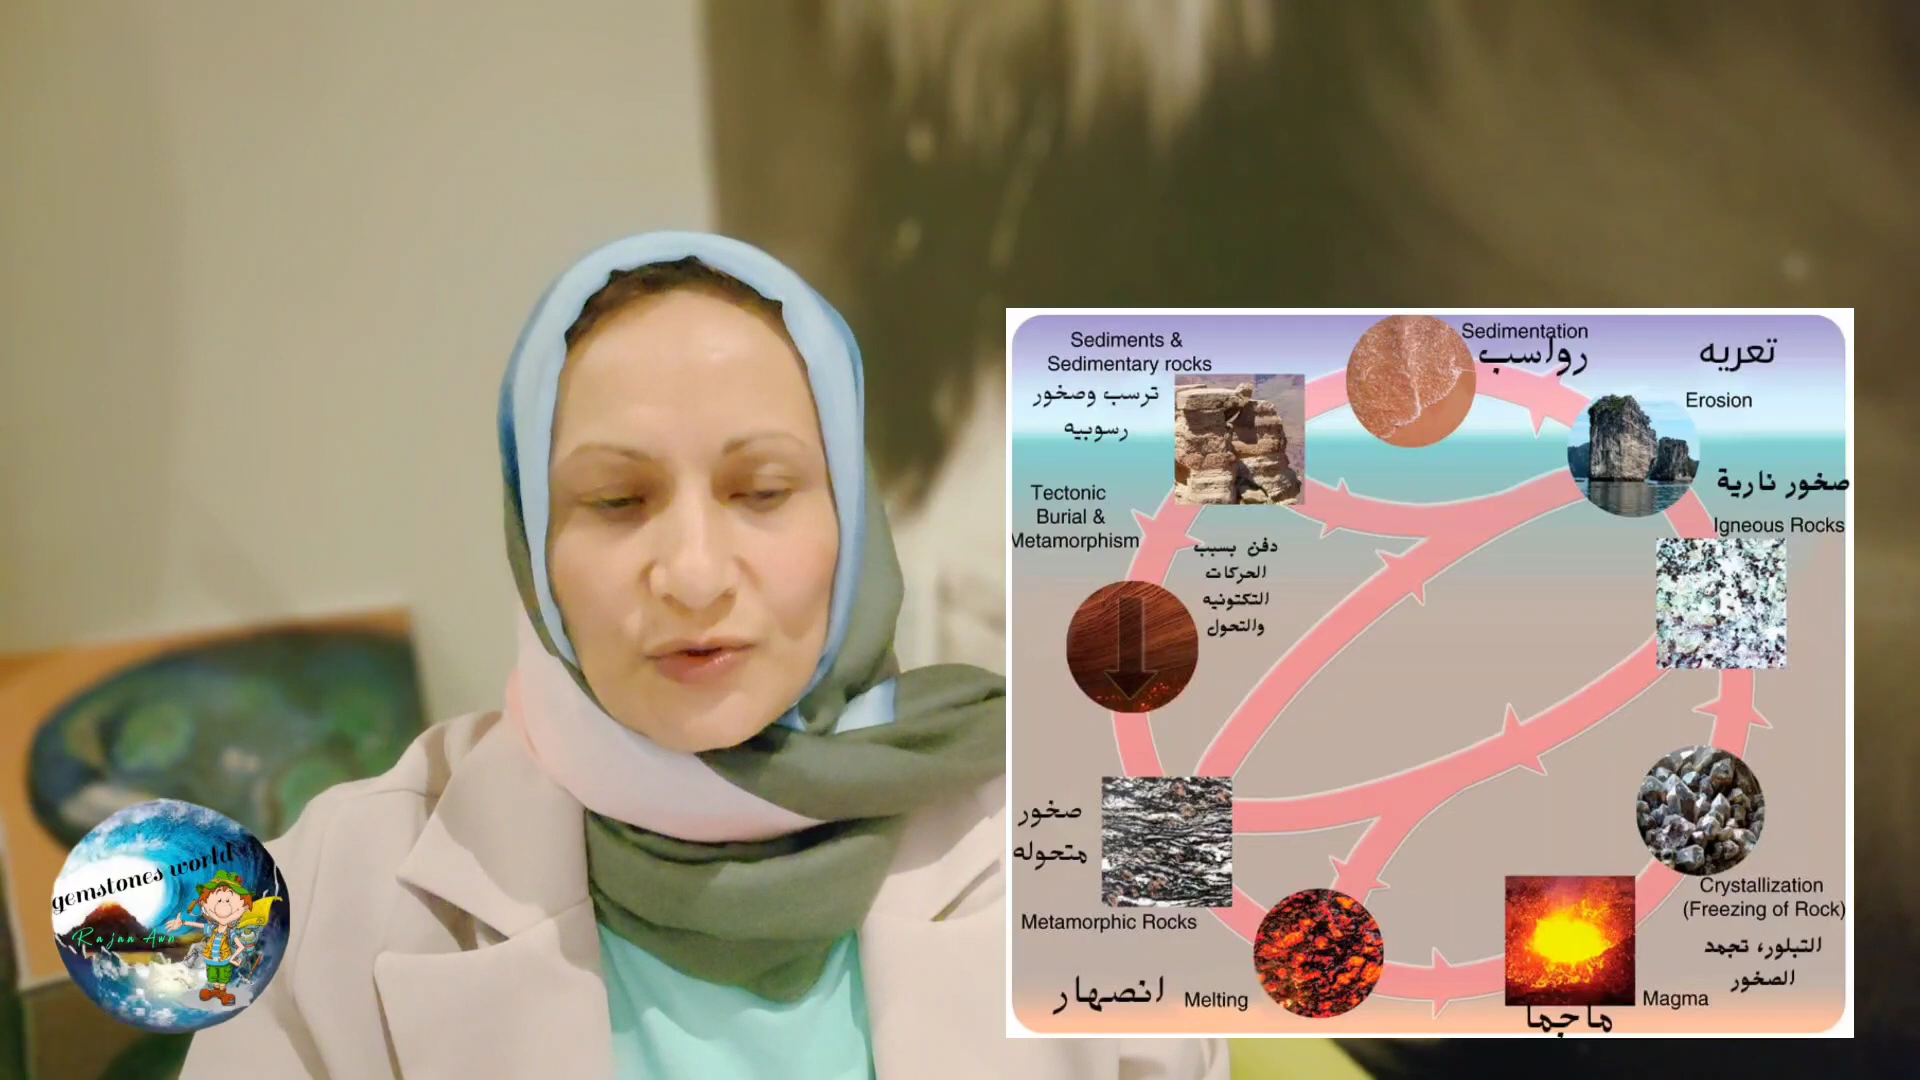 Sediments &
Sedimentary rocks
ترسب وصخور
رسوبيه
Sedimentation
رواسب
تعريه
Erosion
صخور نارية
Igneous Rocks
Tectonic
Burial &
Metamorphism
دفن بسبب
الحركات
التكتونيه
والتحول
صخور
متحوله
Metamorphic Rocks
انصهار
Melting
ماجما
Magma
Crystallization
(Freezing of Rock)
التبلور، تجمد
الصخور
gemstones world
Rajaa Awn